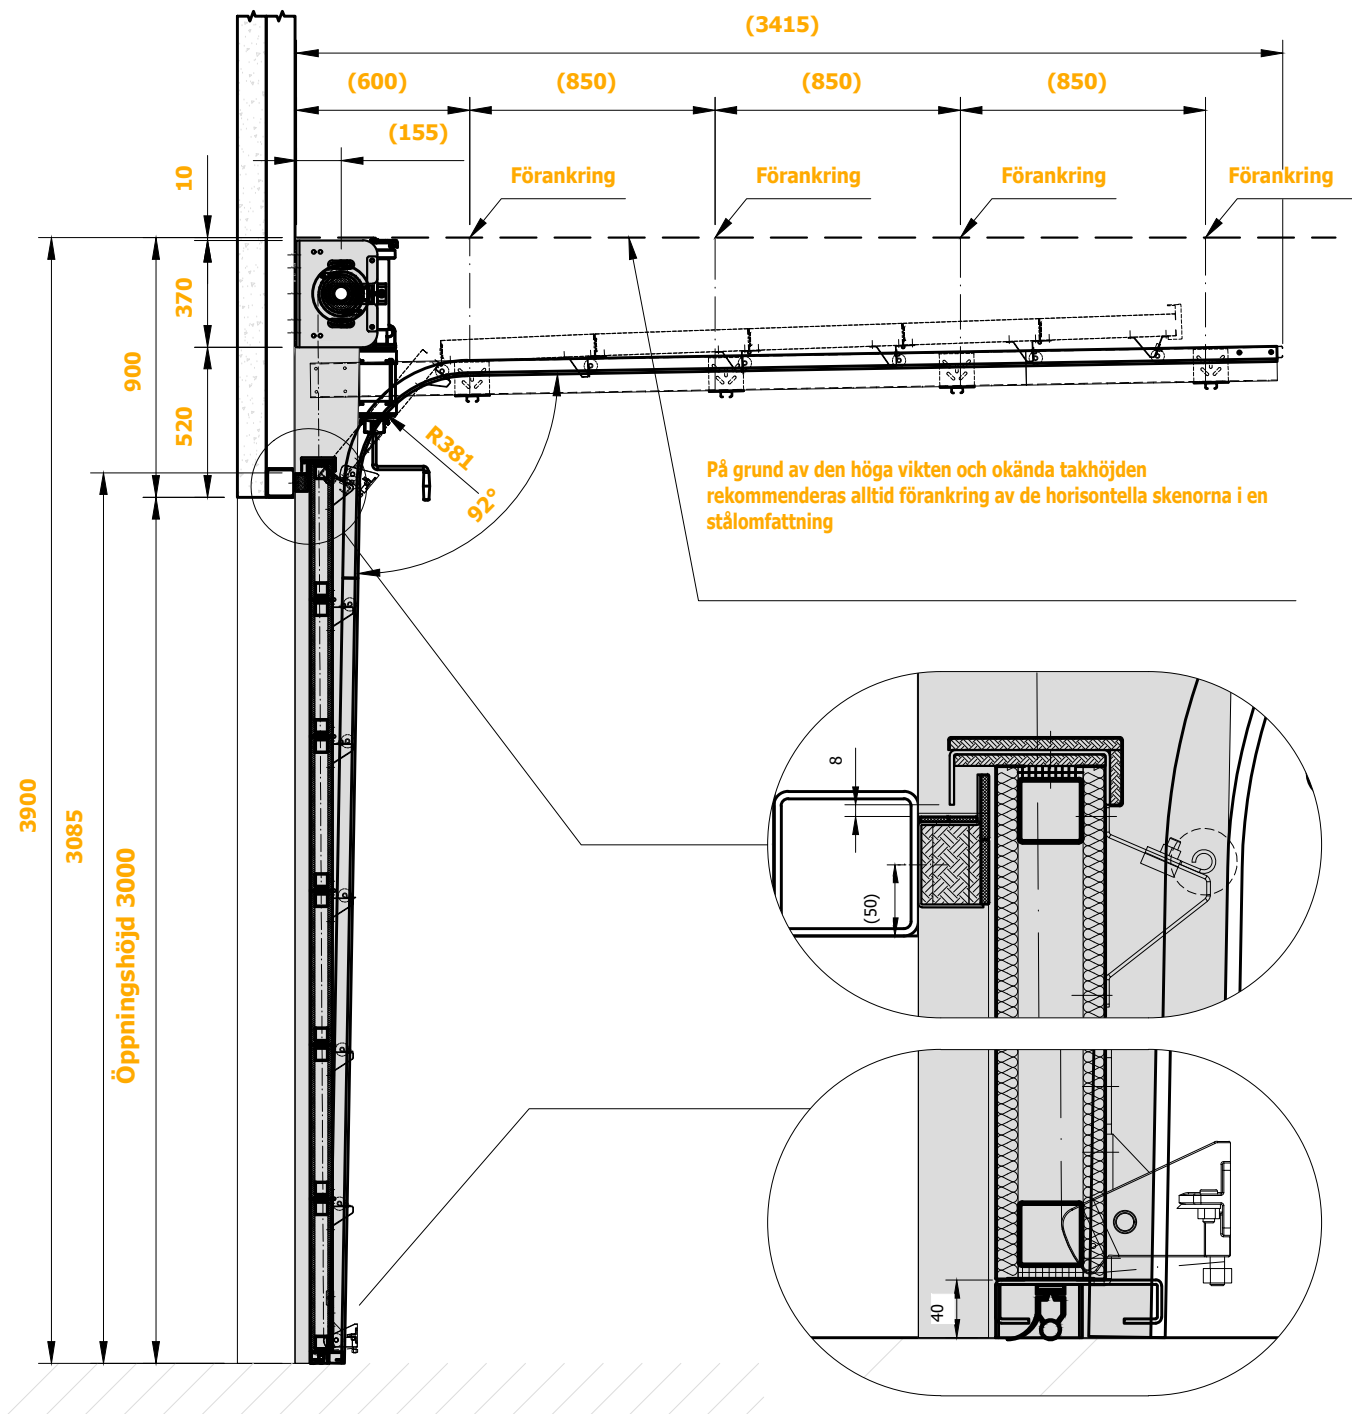 (3415)
(600)
(850)
(850)
(850)
(155)
10
Förankring
Förankring
Förankring
Förankring
370
900
520
R381
92°
På grund av den höga vikten och okända takhöjden
rekommenderas alltid förankring av de horisontella skenorna i en
stålomfattning
3900
3085
Öppningshöjd 3000
8
(50)
40